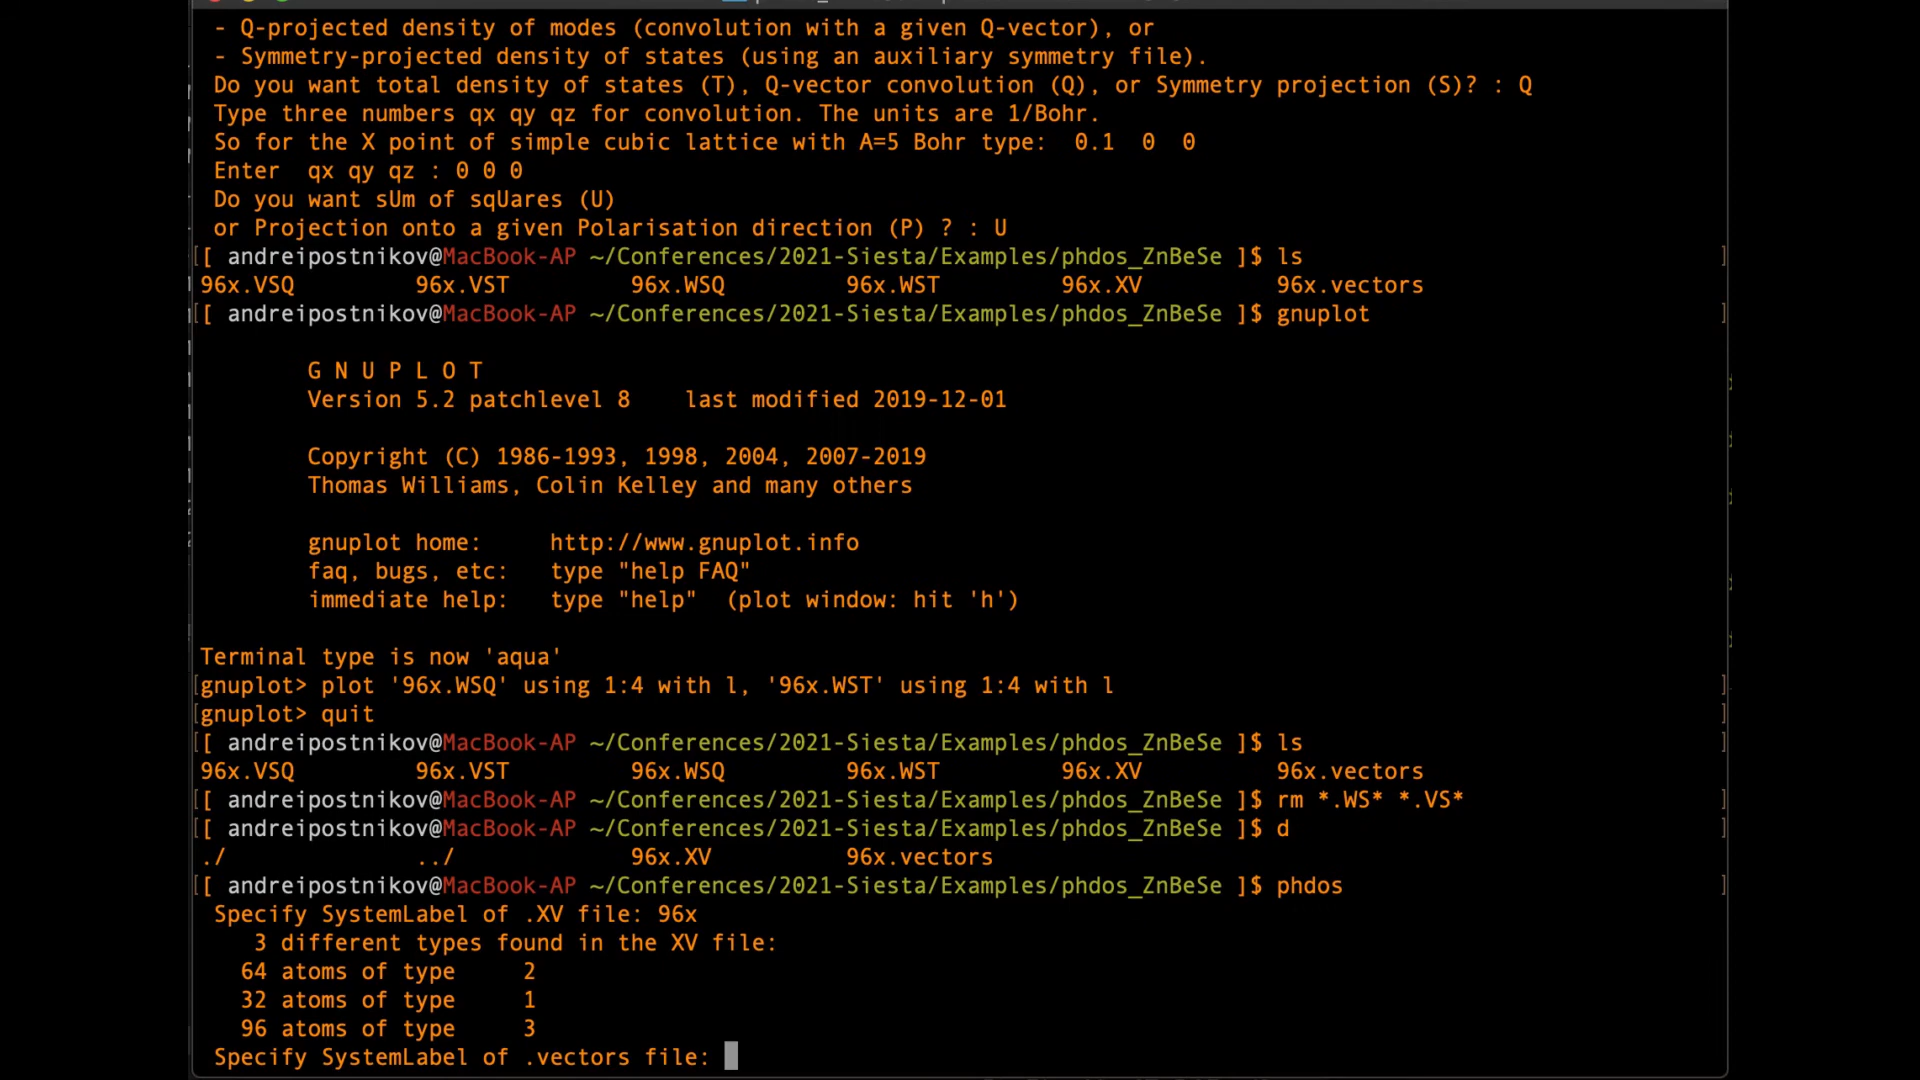 - Q-projected density of modes (convolution with a given Q-vector), or
- Symmetry-projected density of states (using an auxiliary symmetry file).
Do you want total density of states (T), Q-vector convolution (Q), or Symmetry projection (S)? : Q
Type three numbers qx qy qz for convolution. The units are 1/Bohr.
So for the X point of simple cubic lattice with A=5 Bohr type:  0.1  0  0
Enter  qx qy qz : 0 0 0
Do you want sUm of sqUares (U)
or Projection onto a given Polarisation direction (P) ? : U
[[ andreipostnikov@MacBook-AP ~/Conferences/2021-Siesta/Examples/phdos_ZnBeSe ]$ ls ]
96x.VSQ         96x.VST         96x.WSQ         96x.WST         96x.XV          96x.vectors
[[ andreipostnikov@MacBook-AP ~/Conferences/2021-Siesta/Examples/phdos_ZnBeSe ]$ gnuplot ]
G N U P L O T
Version 5.2 patchlevel 8    last modified 2019-12-01
Copyright (C) 1986-1993, 1998, 2004, 2007-2019
Thomas Williams, Colin Kelley and many others
gnuplot home:     http://www.gnuplot.info
faq, bugs, etc:   type "help FAQ"
immediate help:   type "help"  (plot window: hit 'h')
Terminal type is now 'aqua'
[gnuplot> plot '96x.WSQ' using 1:4 with l, '96x.WST' using 1:4 with l ]
[gnuplot> quit ]
[[ andreipostnikov@MacBook-AP ~/Conferences/2021-Siesta/Examples/phdos_ZnBeSe ]$ ls ]
96x.VSQ         96x.VST         96x.WSQ         96x.WST         96x.XV          96x.vectors
[[ andreipostnikov@MacBook-AP ~/Conferences/2021-Siesta/Examples/phdos_ZnBeSe ]$ rm *.WS* *.VS* ]
[[ andreipostnikov@MacBook-AP ~/Conferences/2021-Siesta/Examples/phdos_ZnBeSe ]$ d ]
./              ../             96x.XV          96x.vectors
[[ andreipostnikov@MacBook-AP ~/Conferences/2021-Siesta/Examples/phdos_ZnBeSe ]$ phdos ]
Specify SystemLabel of .XV file: 96x
3 different types found in the XV file:
64 atoms of type     2
32 atoms of type     1
96 atoms of type     3
Specify SystemLabel of .vectors file: